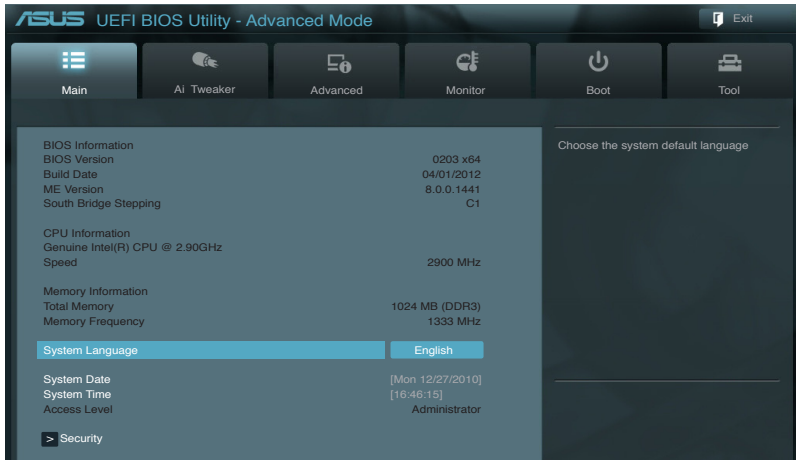 ASUS UEFI BIOS Utility - Advanced Mode
Exit
Main Ai Tweaker Advanced Monitor Boot Tool
BIOS Information
BIOS Version 0203 x64
Build Date 04/01/2012
ME Version 8.0.0.1441
South Bridge Stepping C1
CPU Information
Genuine Intel(R) CPU @ 2.90GHz
Speed 2900 MHz
Memory Information
Total Memory 1024 MB (DDR3)
Memory Frequency 1333 MHz
System Language English
System Date [Mon 12/27/2010]
System Time [16:46:15]
Access Level Administrator
> Security
Choose the system default language